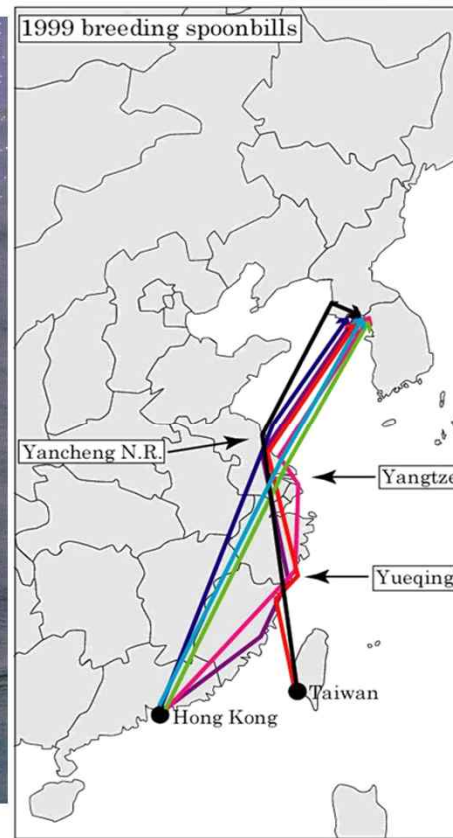 1999 breeding spoonbills
Yancheng N.R.
Yangtze
Yueqing
Taiwan
Hong Kong